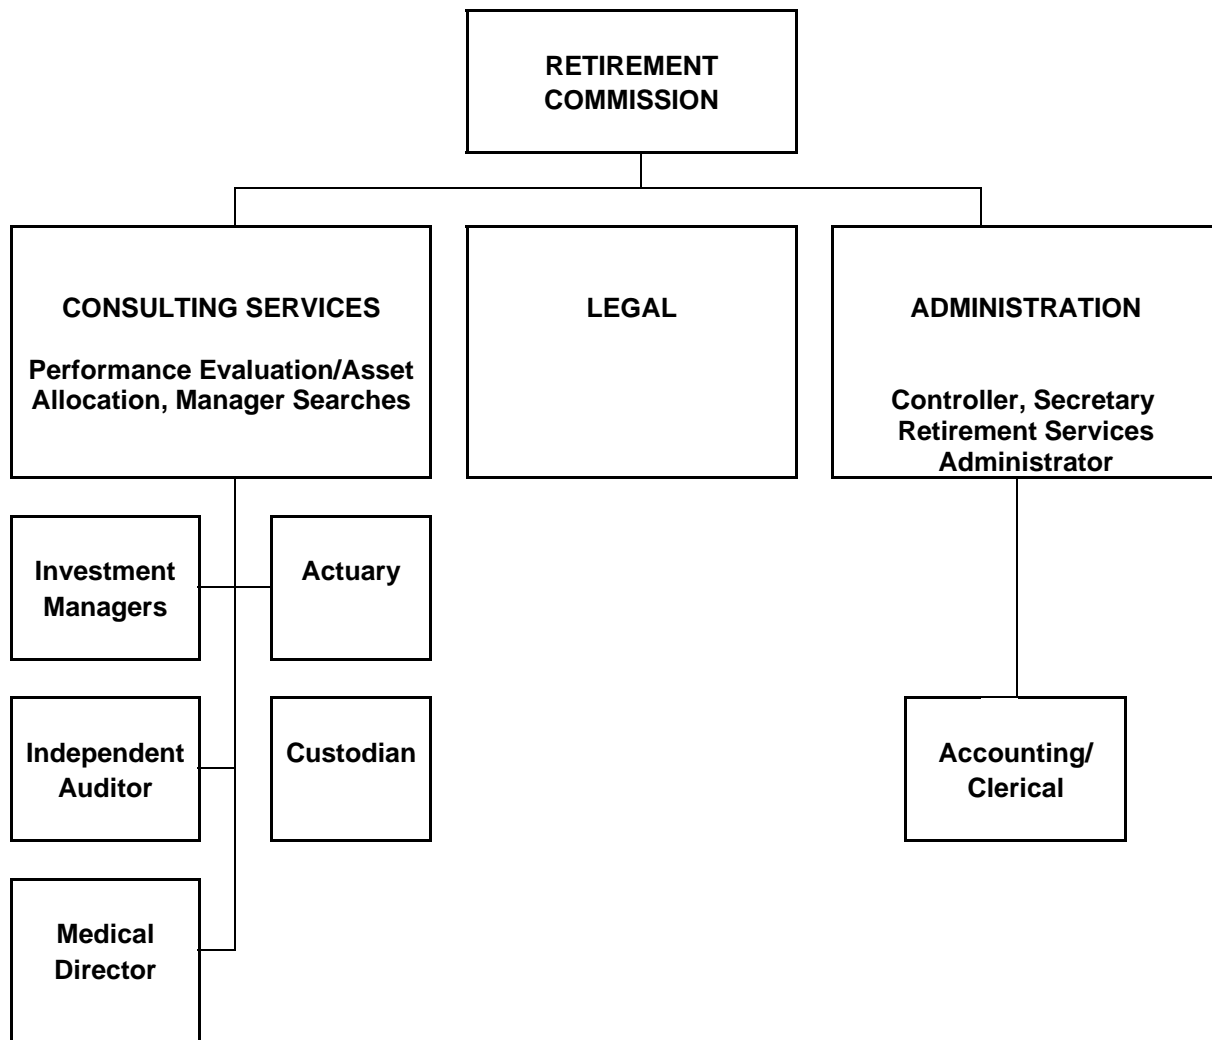 RETIREMENT
COMMISSION
CONSULTING SERVICES
Performance Evaluation/Asset
Allocation, Manager Searches
LEGAL
ADMINISTRATION
Controller, Secretary
Retirement Services
Administrator
Investment
Managers
Actuary
Independent
Auditor
Custodian
Accounting/
Clerical
Medical
Director